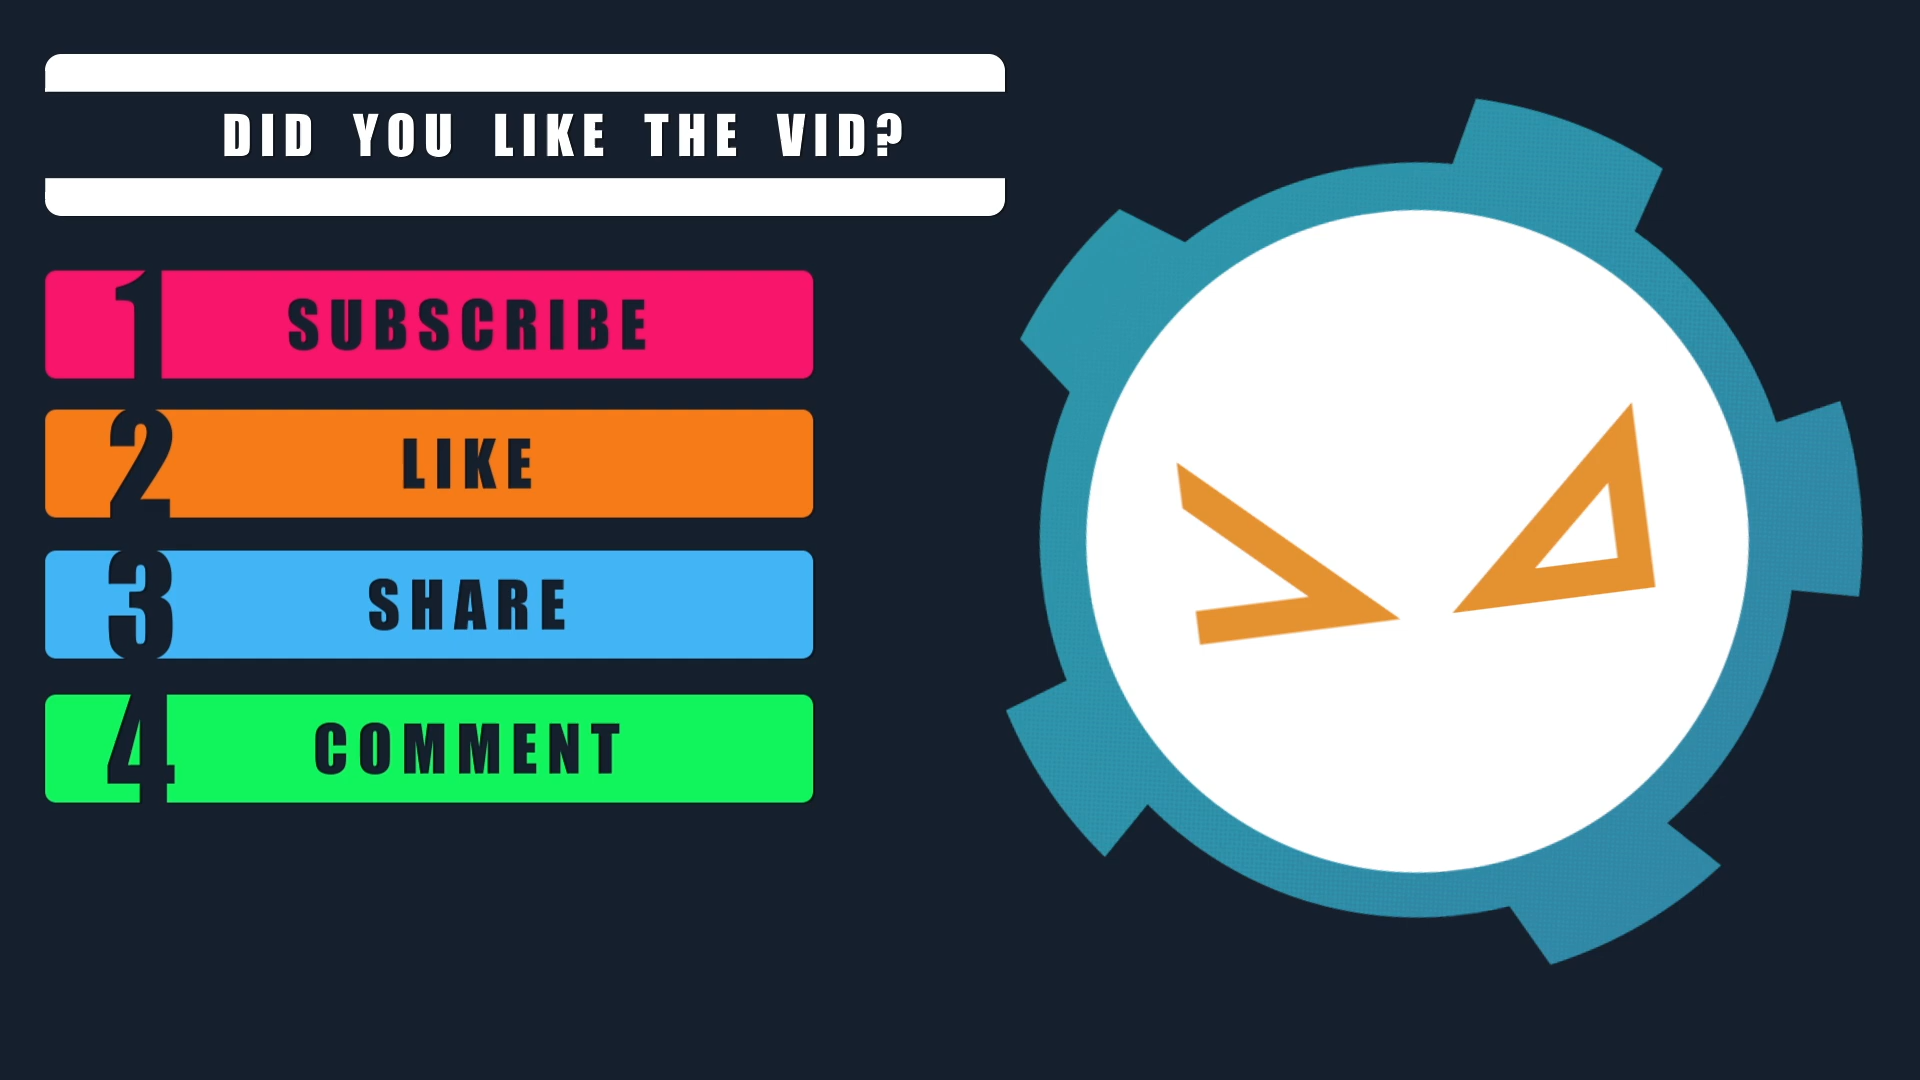 DID YOU LIKE THE VID?
1 SUBSCRIBE
2 LIKE
3 SHARE
4 COMMENT